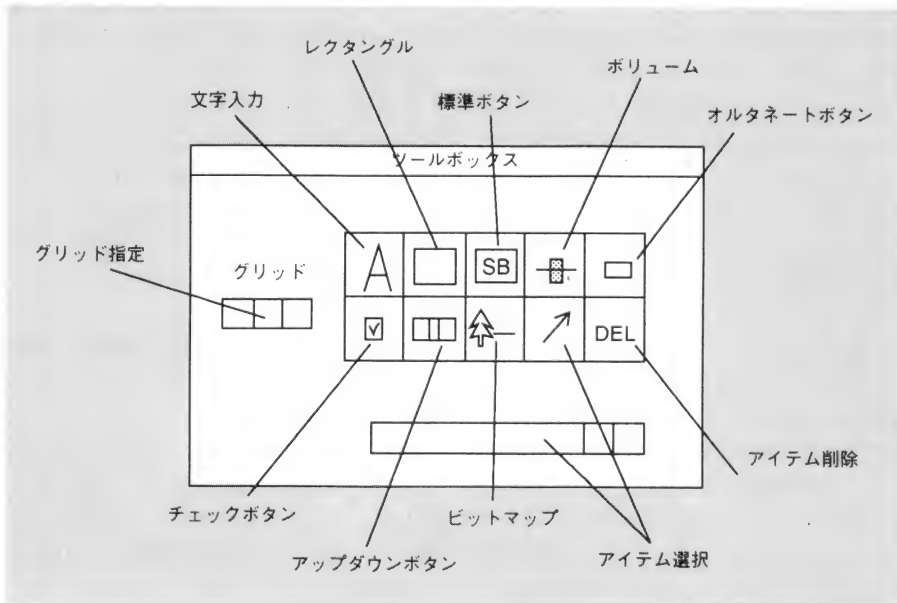 レクタングル
ボリューム
文字入力
標準ボタン
オルタネートボタン
ツールボックス
グリッド指定
グリッド
A
SB
DEL
アイテム削除
チェックボタン
ビットマップ
アップダウンボタン
アイテム選択